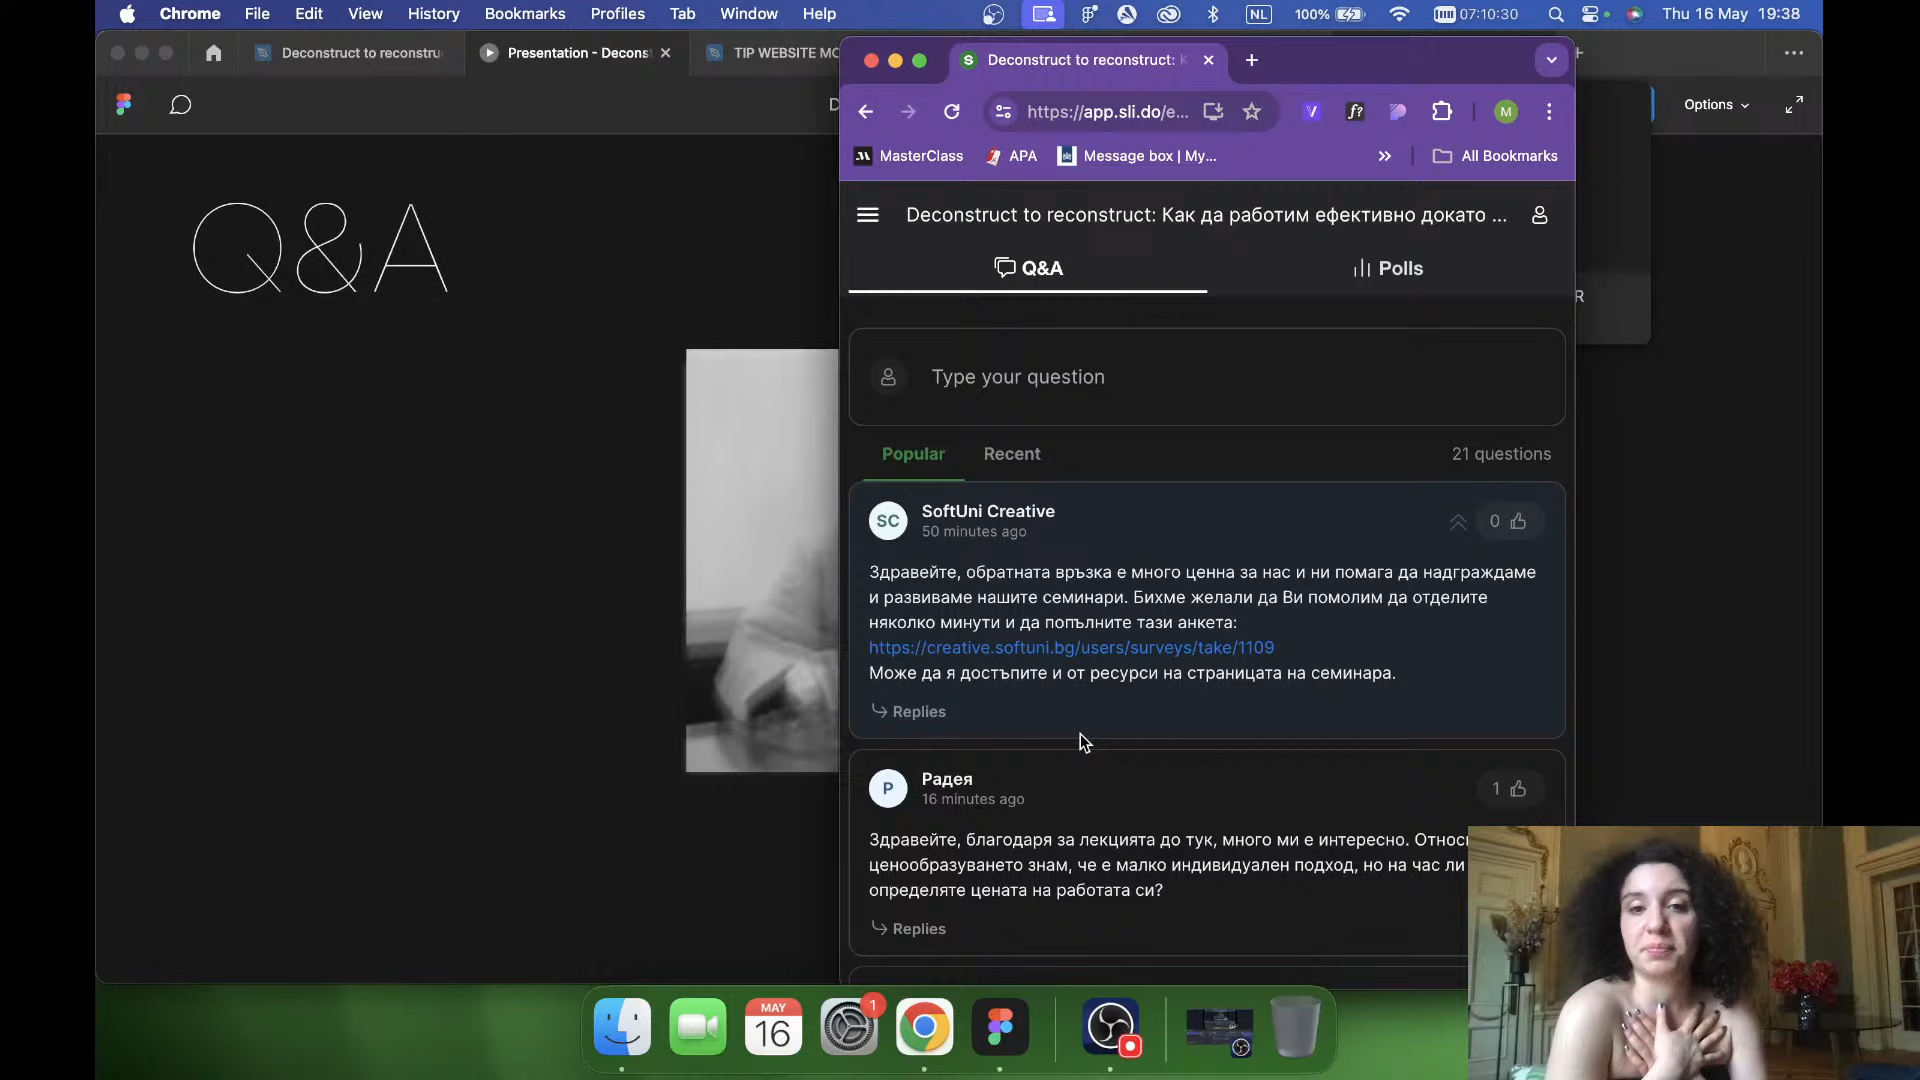 Chrome File Edit View History Bookmarks Profiles Tab Window Help NL 100% 07:10:30 Thu 16 May 19:38
Deconstruct to reconstru
Presentation - Decons
TIP WEBSITE MO
Deconstruct to reconstruct:
https://app.sli.do/e...
M
Options
MasterClass APA Message box | My... All Bookmarks
Q&A
Deconstruct to reconstruct: Как да работим ефективно докато ...
Q&A Polls
R
Type your question
Popular Recent 21 questions
SC
SoftUni Creative
50 minutes ago
0
Здравейте, обратната връзка е много ценна за нас и ни помага да надграждаме
и развиваме нашите семинари. Бихме желали да Ви помолим да отделите
няколко минути и да попълните тази анкета:
https://creative.softuni.bg/users/surveys/take/1109
Може да я достъпите и от ресурси на страницата на семинара.
Replies
Р
Радея
16 minutes ago
1
Здравейте, благодаря за лекцията до тук, много ми е интересно. Относ
ценообразуването знам, че е малко индивидуален подход, но на час ли
определяте цената на работата си?
Replies
MAY
16
1